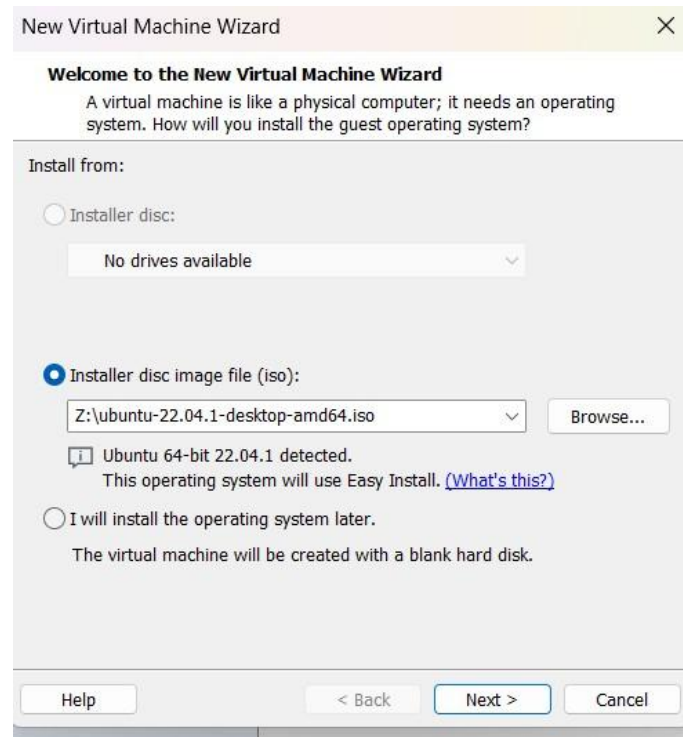 New Virtual Machine Wizard
Welcome to the New Virtual Machine Wizard
A virtual machine is like a physical computer; it needs an operating
system. How will you install the guest operating system?
Install from:
Installer disc:
No drives available
Installer disc image file (iso):
Z:\ubuntu-22.04.1-desktop-amd64.iso
Browse...
Ubuntu 64-bit 22.04.1 detected.
This operating system will use Easy Install. (What's this?)
I will install the operating system later.
The virtual machine will be created with a blank hard disk.
Help
< Back
Next >
Cancel